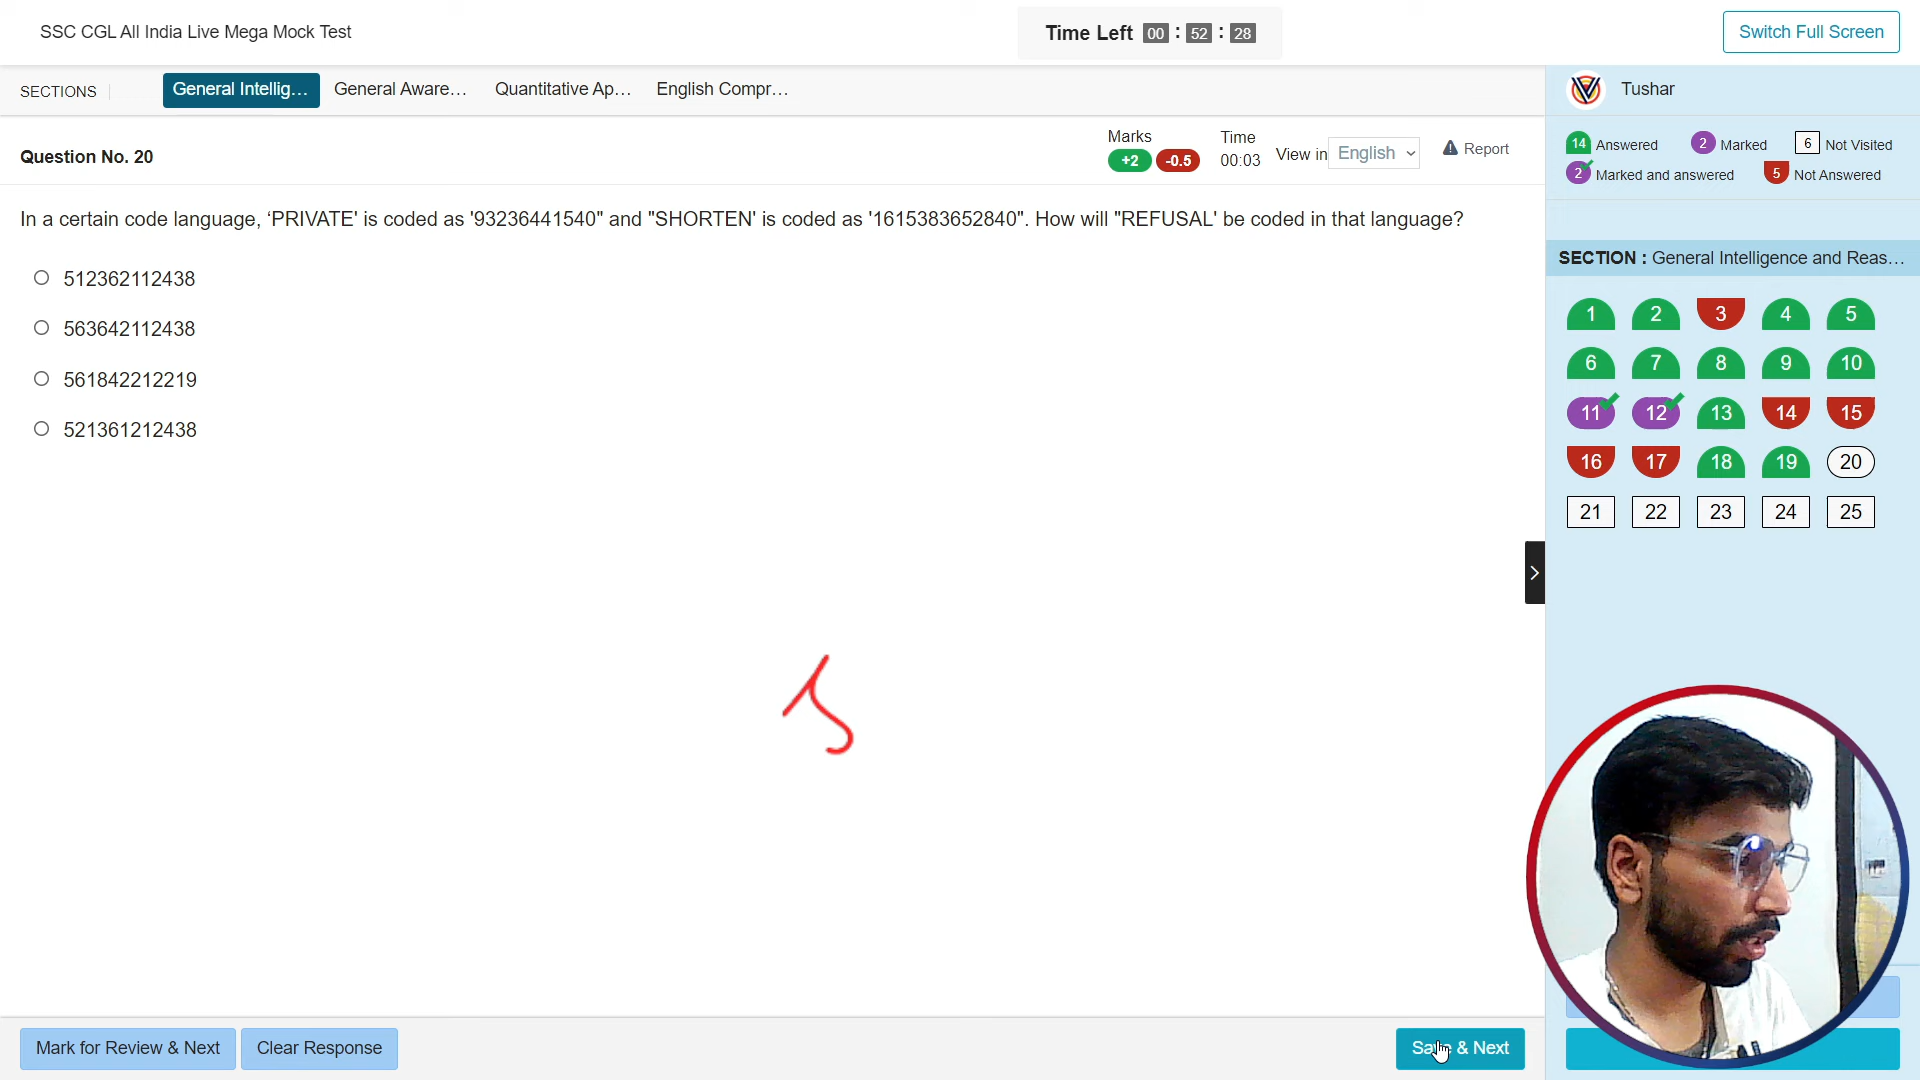 SSC CGL All India Live Mega Mock Test
Time Left 00 : 52 : 28
Switch Full Screen
SECTIONS
General Intellig...
General Aware...
Quantitative Ap...
English Compr...
Tushar
Question No. 20
Marks
+2 -0.5
Time
00:03
View in English
Report
14 Answered
2 Marked
6 Not Visited
2 Marked and answered
5 Not Answered
In a certain code language, ‘PRIVATE' is coded as '93236441540" and "SHORTEN' is coded as '1615383652840". How will "REFUSAL' be coded in that language?
512362112438
563642112438
561842212219
521361212438
SECTION : General Intelligence and Reas...
1 2 3 4 5
6 7 8 9 10
11 12 13 14 15
16 17 18 19 20
21 22 23 24 25
Mark for Review & Next
Clear Response
Save & Next